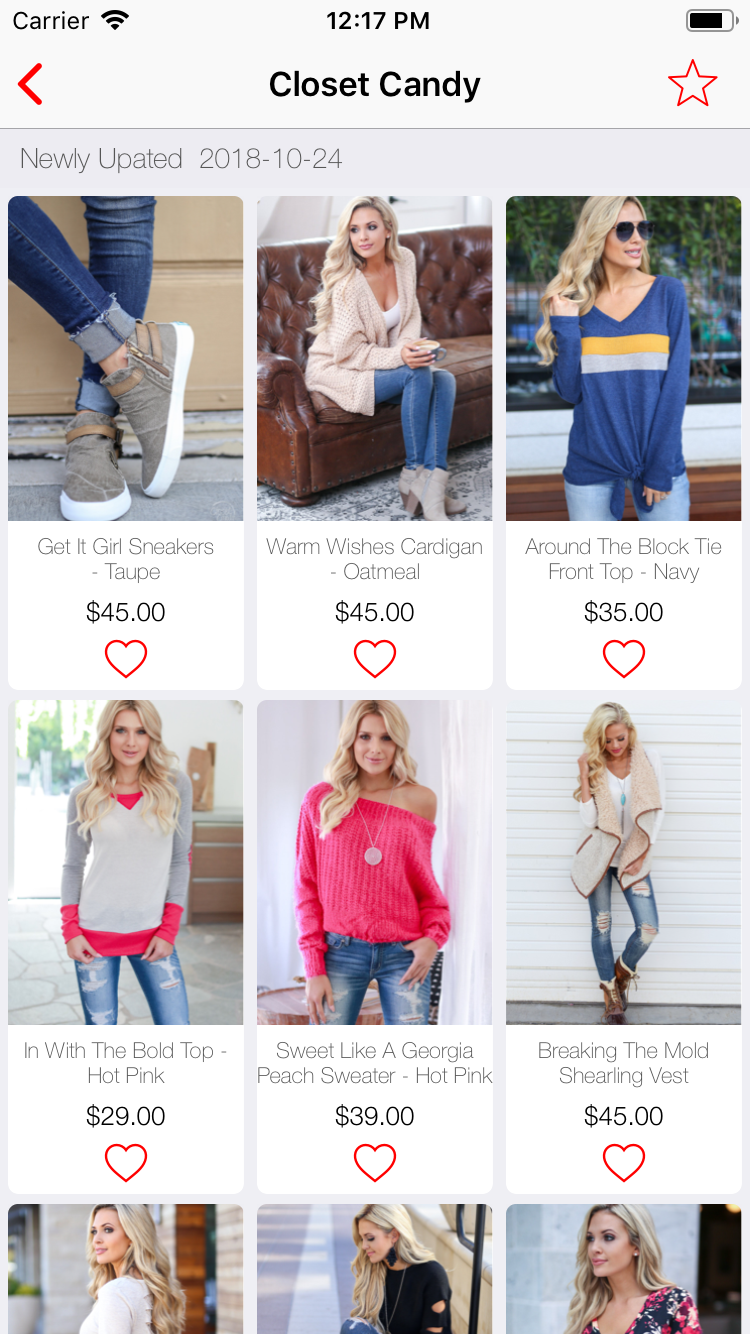 Carrier 12:17 PM
Closet Candy
Newly Upated 2018-10-24
Get It Girl Sneakers
- Taupe
$45.00
Warm Wishes Cardigan
- Oatmeal
$45.00
Around The Block Tie
Front Top - Navy
$35.00
In With The Bold Top -
Hot Pink
$29.00
Sweet Like A Georgia
Peach Sweater - Hot Pink
$39.00
Breaking The Mold
Shearling Vest
$45.00